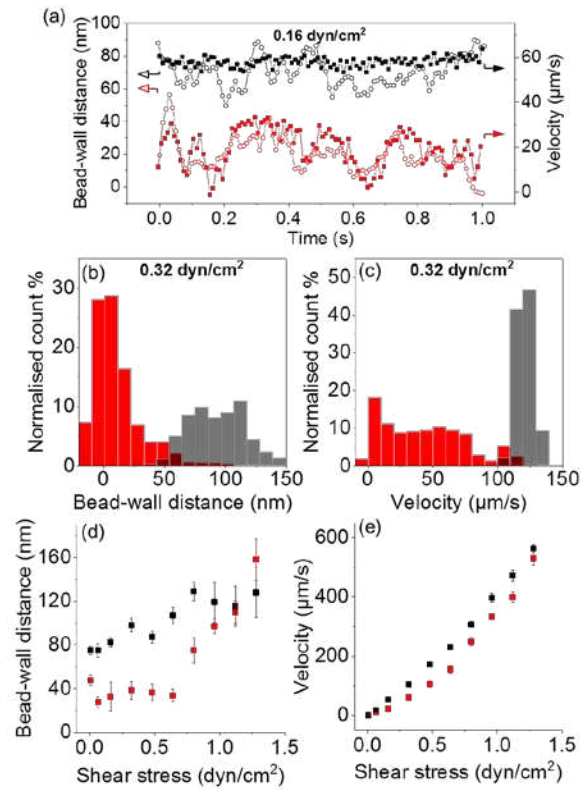 (a)
0.16 dyn/cm²
Bead-wall distance (nm)
100
80
60
40
20
0
60
40
20
0
Velocity (µm/s)
0.0 0.2 0.4 0.6 0.8 1.0
Time (s)
(b) 0.32 dyn/cm²
Normalised count %
30
20
10
0
0 50 100 150
Bead-wall distance (nm)
(c) 0.32 dyn/cm²
Normalised count %
50
40
30
20
10
0
0 50 100 150
Velocity (µm/s)
(d)
Bead-wall distance (nm)
160
120
80
40
0
0.0 0.5 1.0 1.5
Shear stress (dyn/cm²)
(e)
Velocity (µm/s)
600
400
200
0
0.0 0.5 1.0 1.5
Shear stress (dyn/cm²)